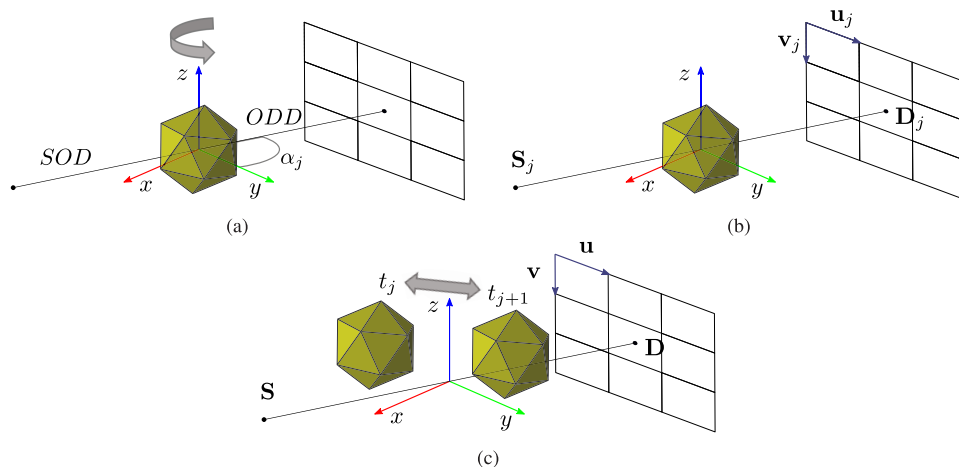 z
ODD
SOD
α_j
x
y
(a)
u_j
v_j
z
D_j
S_j
x
y
(b)
u
t_j
v
t_{j+1}
z
D
S
x
y
(c)